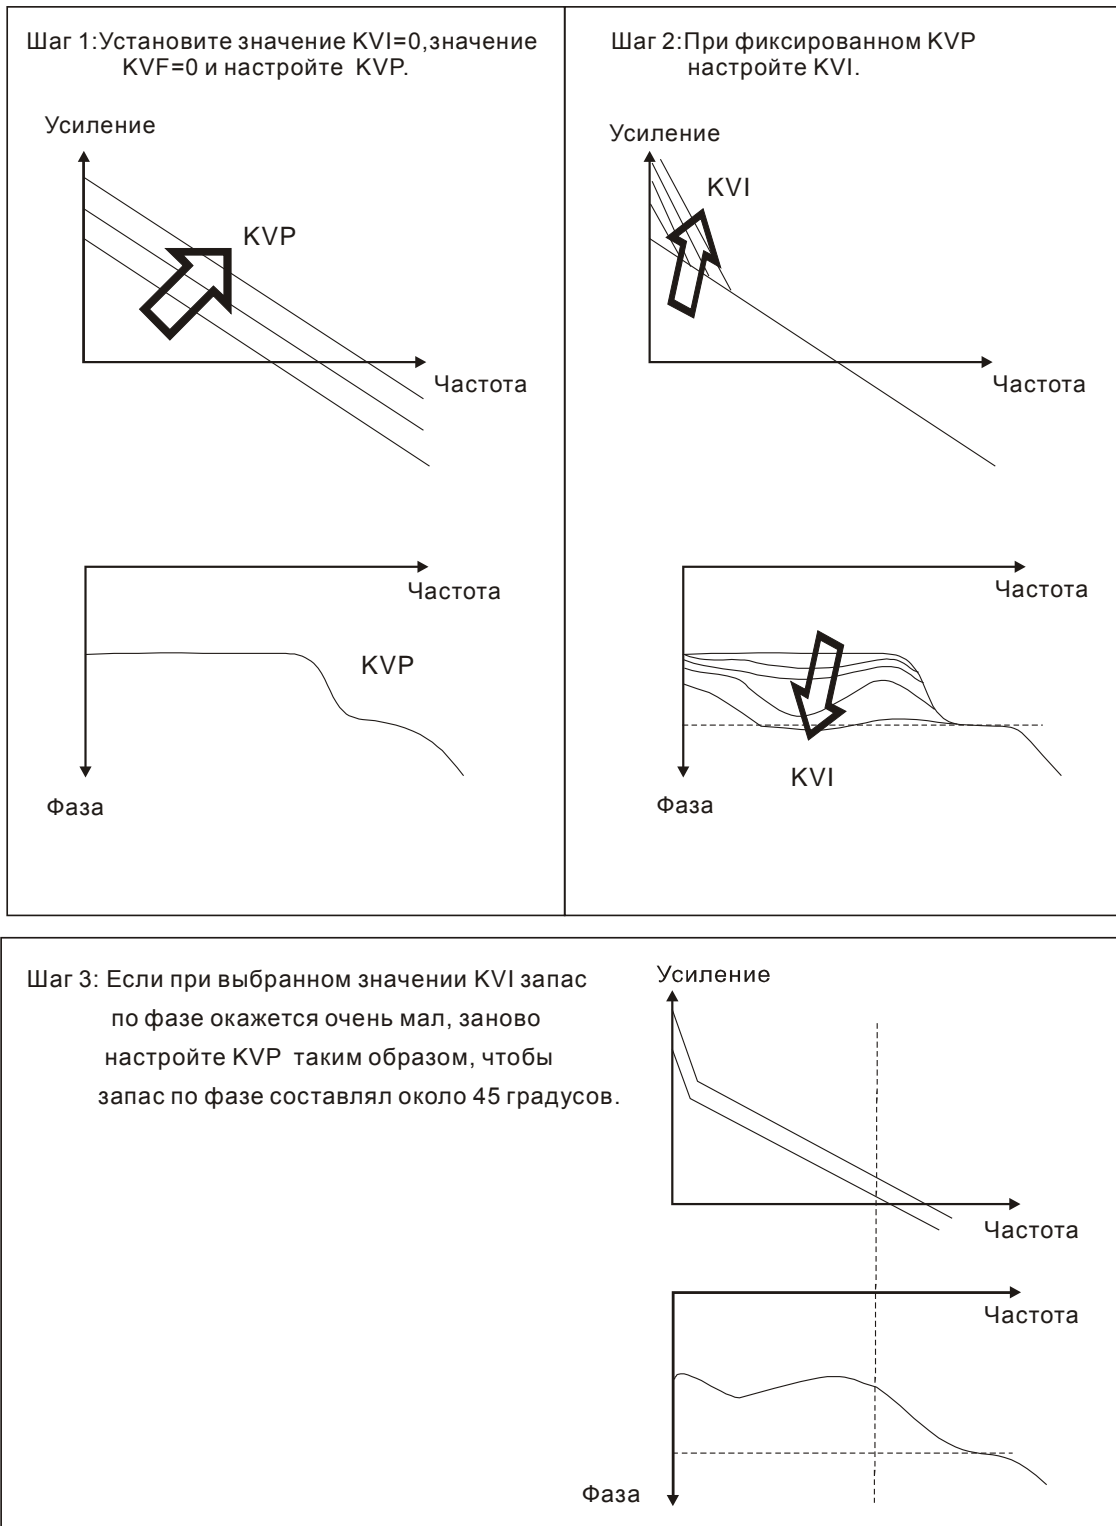 Шаг 1:Установите значение KVI=0,значение
KVF=0 и настройте KVP.
Усиление
KVP
Частота
Частота
KVP
Фаза
Шаг 2:При фиксированном KVP
настройте KVI.
Усиление
KVI
Частота
Частота
KVI
Фаза
Шаг 3: Если при выбранном значении KVI запас
по фазе окажется очень мал, заново
настройте KVP таким образом, чтобы
запас по фазе составлял около 45 градусов.
Усиление
Частота
Частота
Фаза